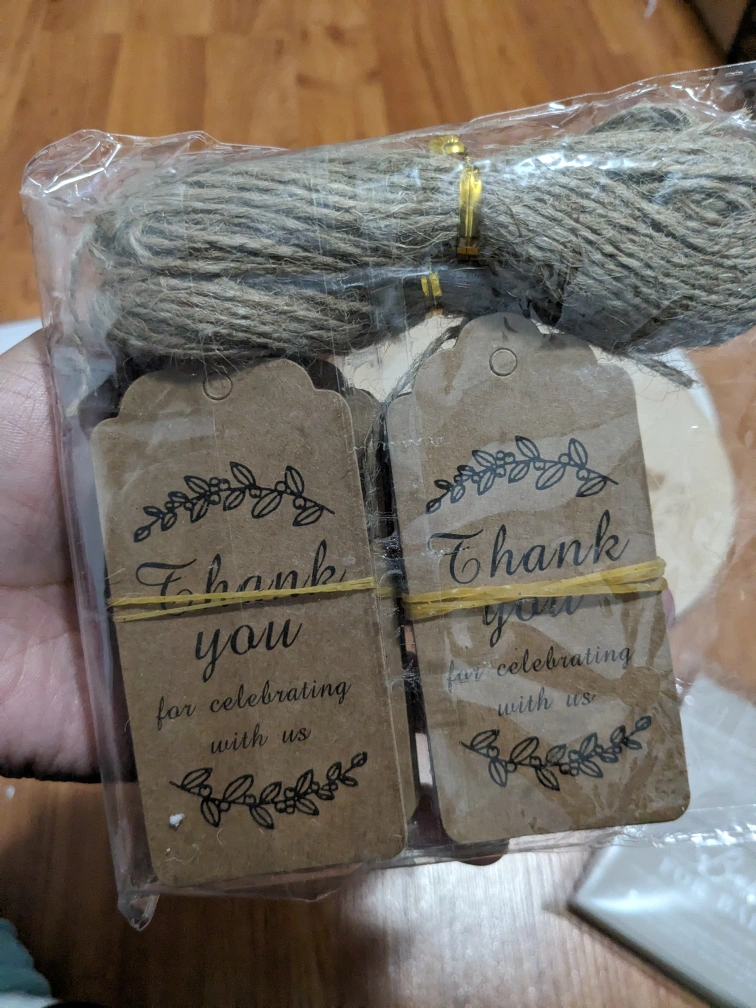 Thank
you
for celebrating
with us
Thank
you
for celebrating
with us